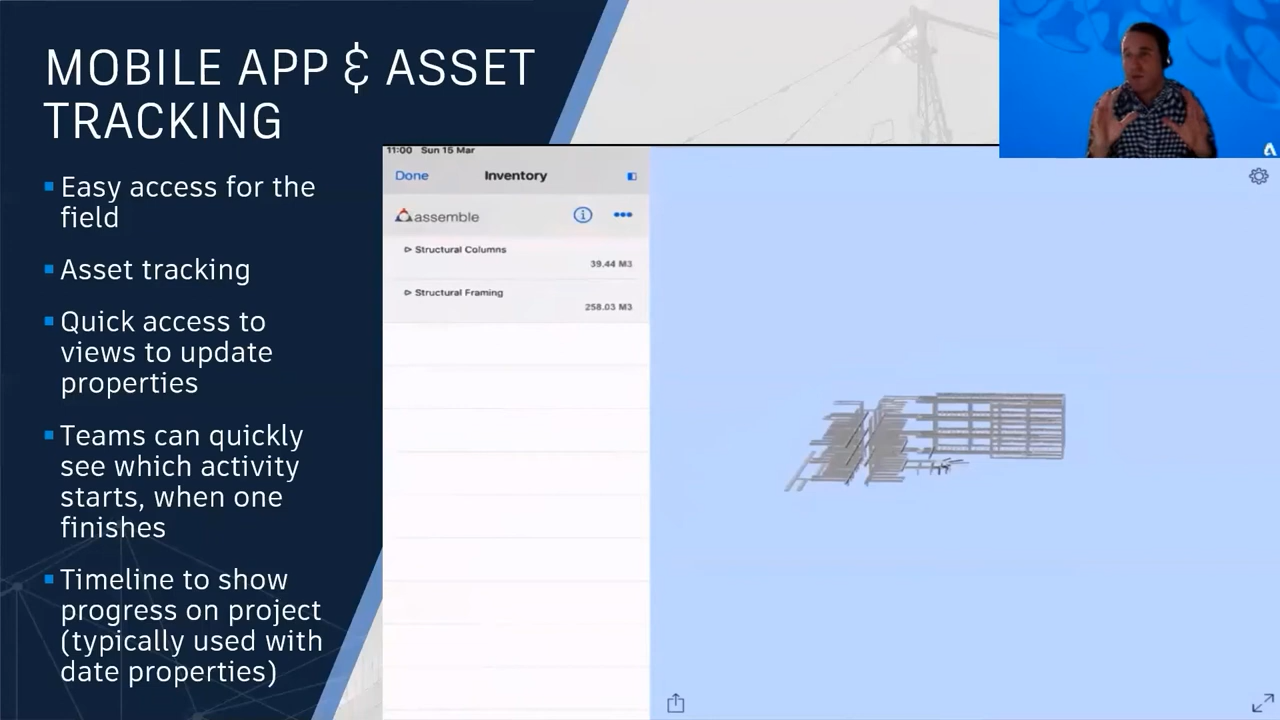 MOBILE APP & ASSET
TRACKING
Easy access for the
field
Asset tracking
Quick access to
views to update
properties
Teams can quickly
see which activity
starts, when one
finishes
Timeline to show
progress on project
(typically used with
date properties)
11:00 Sun 15 Mar
Done Inventory
assemble
Structural Columns
39.44 M3
Structural Framing
258.03 M3